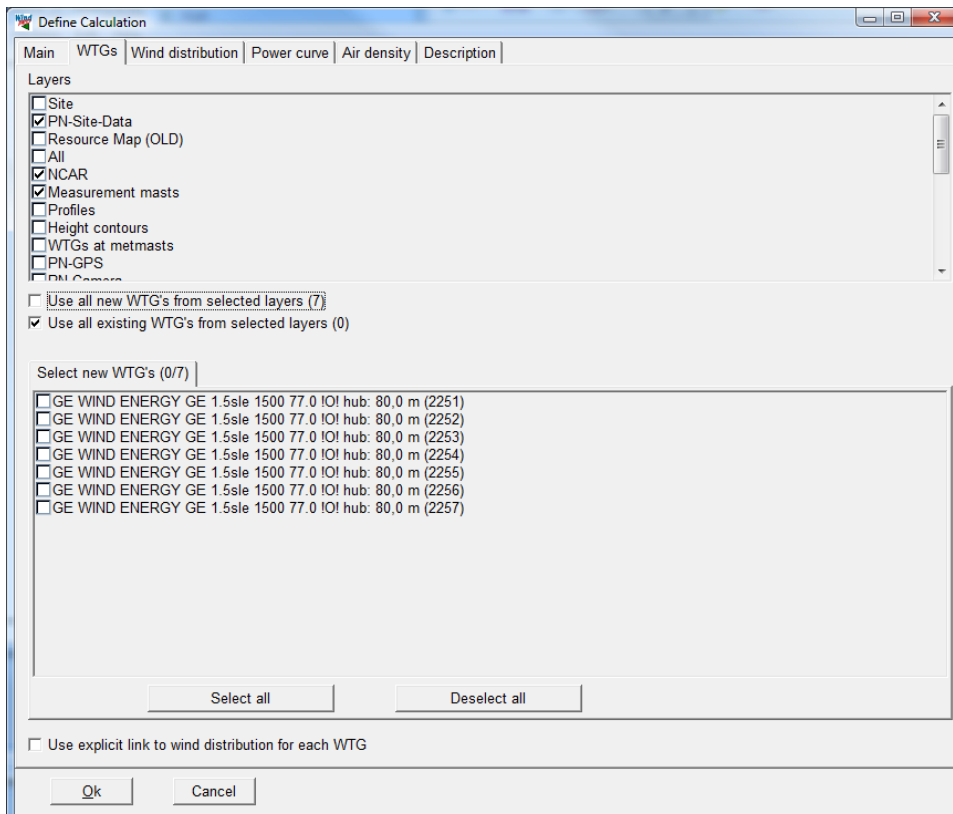 Define Calculation
Main WTGs Wind distribution Power curve Air density Description
Layers
Site
PN-Site-Data
Resource Map (OLD)
All
NCAR
Measurement masts
Profiles
Height contours
WTGs at metmasts
PN-GPS
PN-Camera
Use all new WTG's from selected layers (7)
Use all existing WTG's from selected layers (0)
Select new WTG's (0/7)
GE WIND ENERGY GE 1.5sle 1500 77.0 !O! hub: 80,0 m (2251)
GE WIND ENERGY GE 1.5sle 1500 77.0 !O! hub: 80,0 m (2252)
GE WIND ENERGY GE 1.5sle 1500 77.0 !O! hub: 80,0 m (2253)
GE WIND ENERGY GE 1.5sle 1500 77.0 !O! hub: 80,0 m (2254)
GE WIND ENERGY GE 1.5sle 1500 77.0 !O! hub: 80,0 m (2255)
GE WIND ENERGY GE 1.5sle 1500 77.0 !O! hub: 80,0 m (2256)
GE WIND ENERGY GE 1.5sle 1500 77.0 !O! hub: 80,0 m (2257)
Select all Deselect all
Use explicit link to wind distribution for each WTG
Ok Cancel